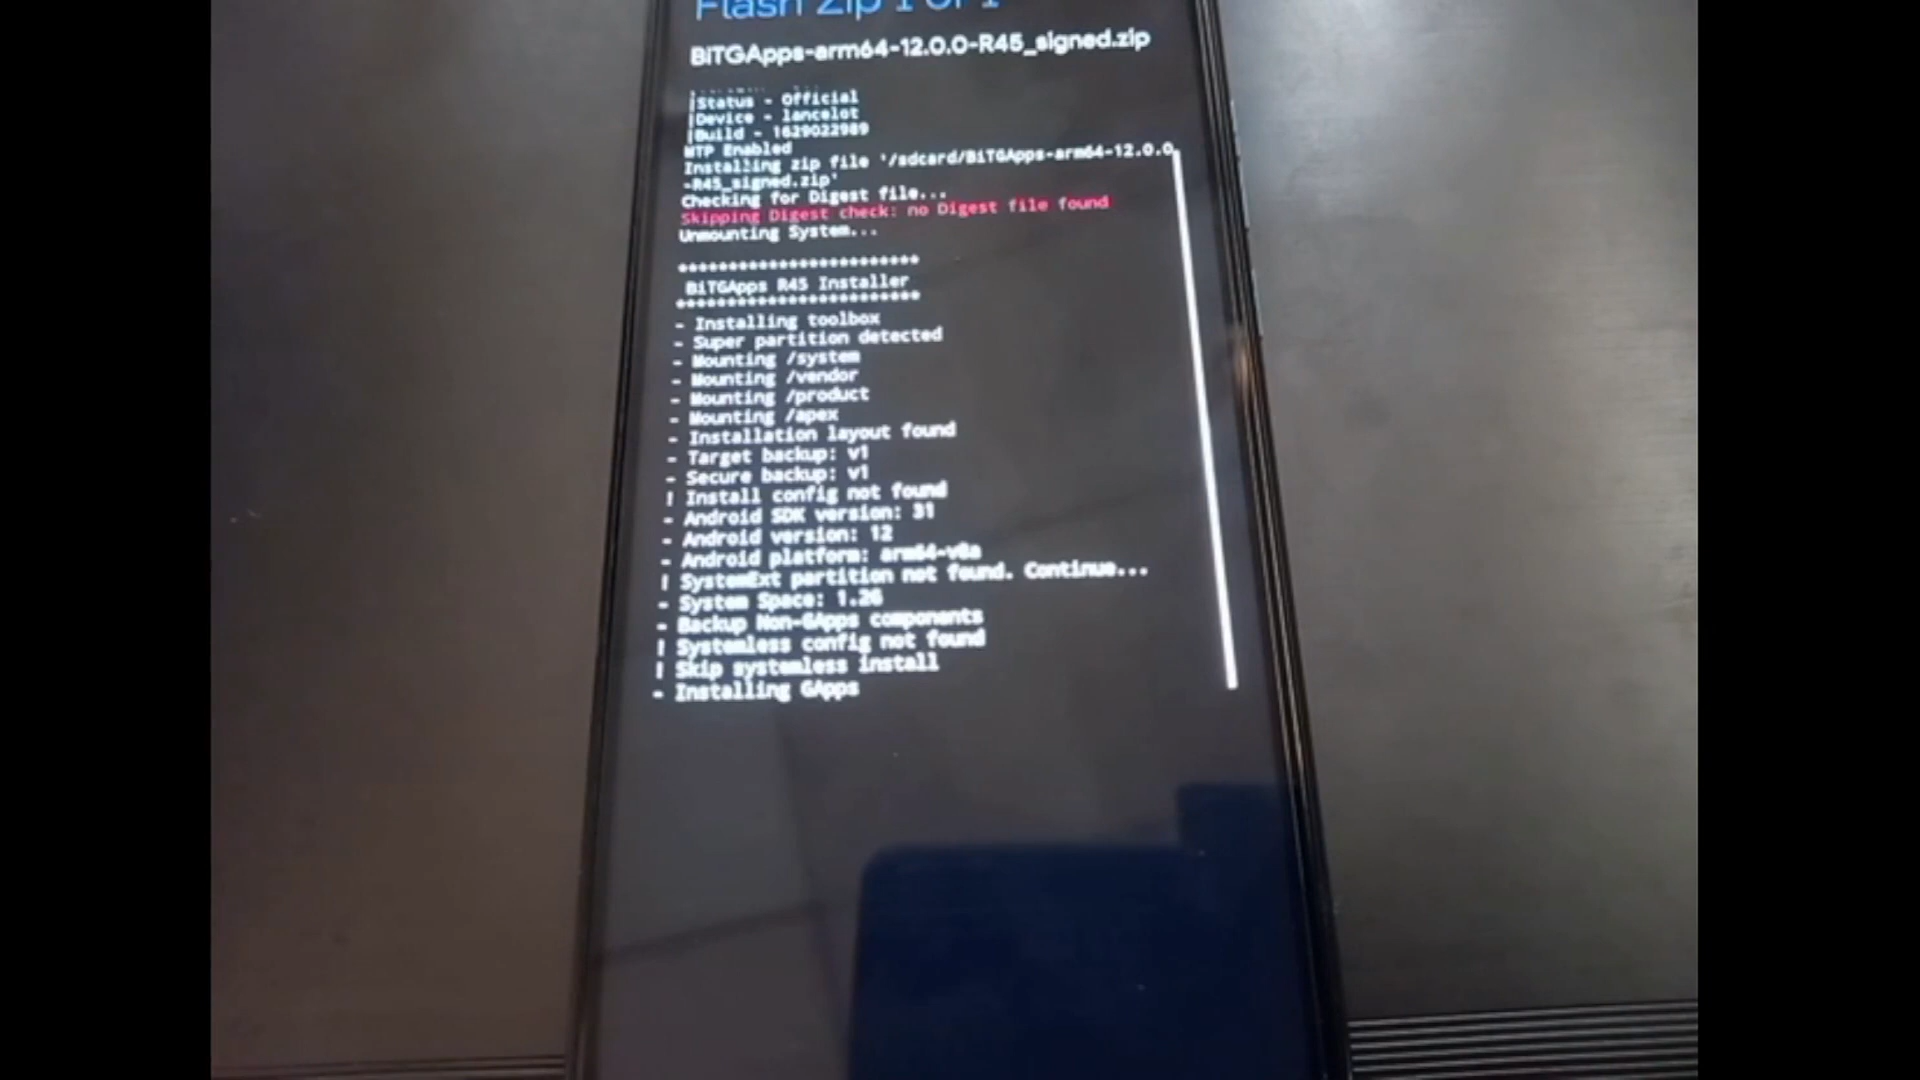 Flash Zip 1 of 1
BiTGApps-arm64-12.0.0-R45_signed.zip
|Status - Official
|Device - lancelot
|Build - 1629022989
MTP Enabled
Installing zip file '/sdcard/BiTGApps-arm64-12.0.0
-R45_signed.zip'
Checking for Digest file...
Skipping Digest check: no Digest file found
Unmounting System...
************************
BiTGApps R45 Installer
************************
- Installing toolbox
- Super partition detected
- Mounting /system
- Mounting /vendor
- Mounting /product
- Mounting /apex
- Installation layout found
- Target backup: v1
- Secure backup: v1
! Install config not found
- Android SDK version: 31
- Android version: 12
- Android platform: arm64-v8a
! SystemExt partition not found. Continue...
- System Space: 1.2G
- Backup Non-GApps components
! Systemless config not found
! Skip systemless install
- Installing GApps